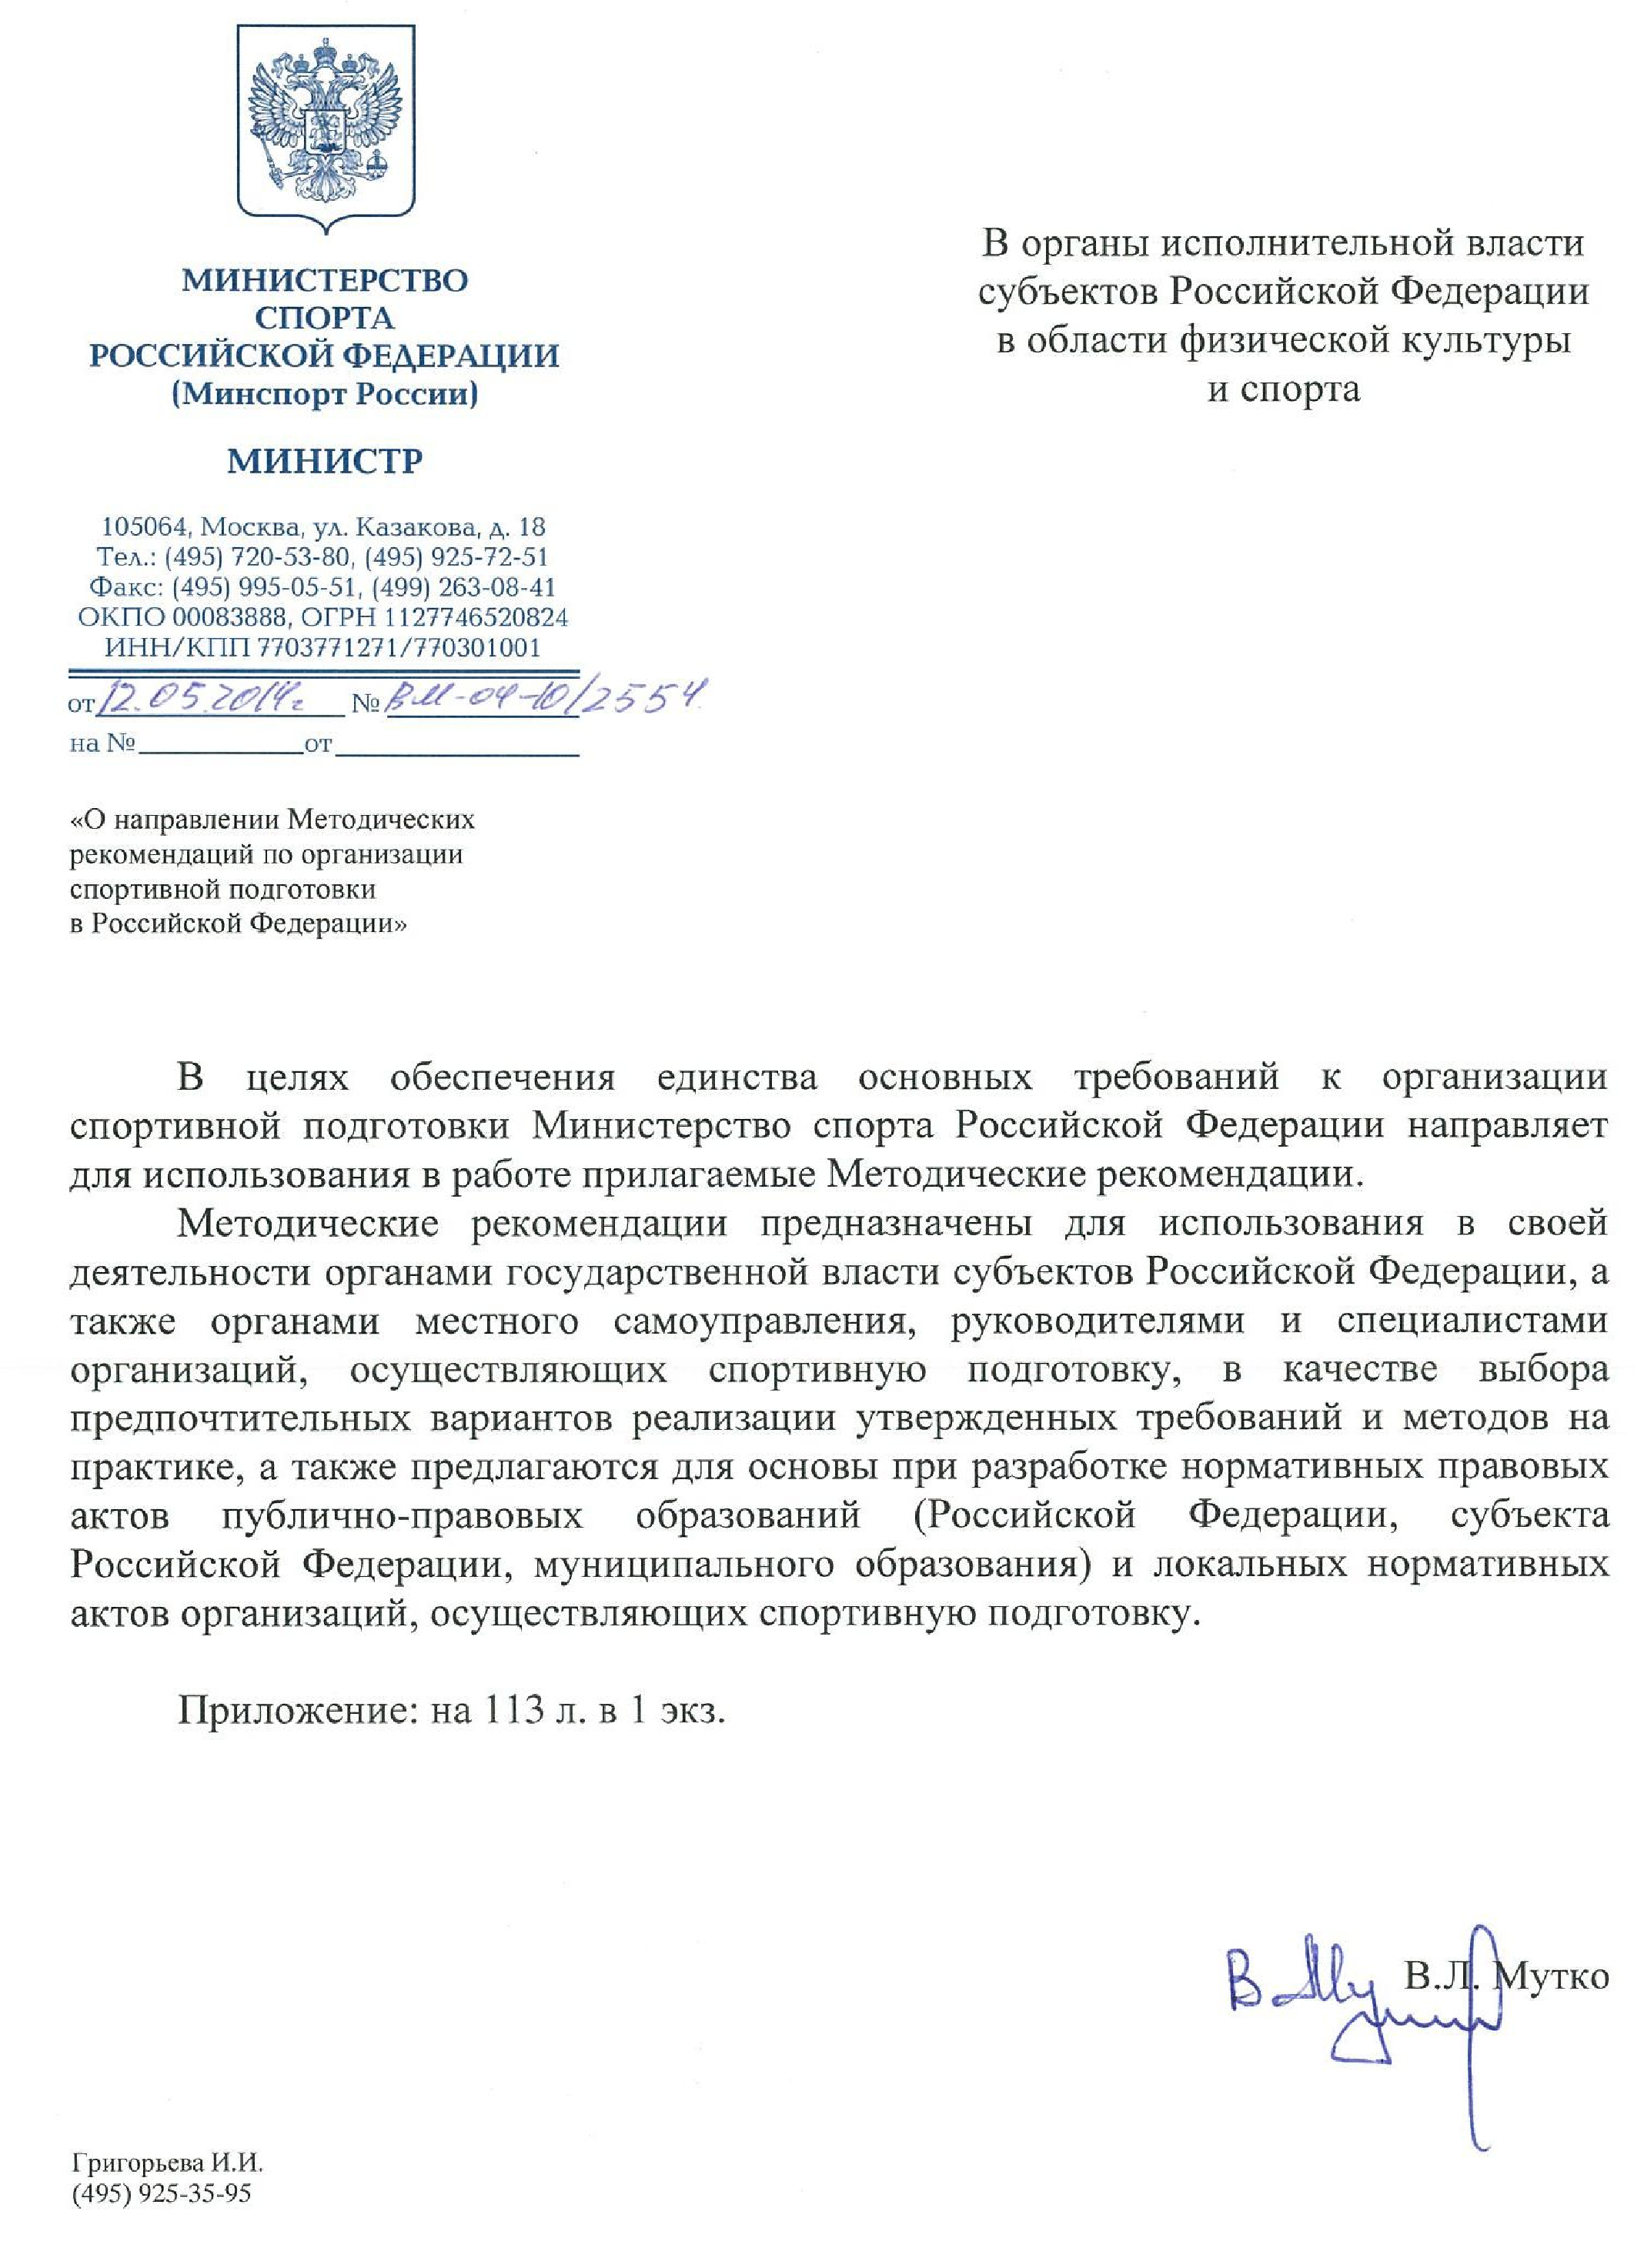 МИНИСТЕРСТВО
СПОРТА
РОССИЙСКОЙ ФЕДЕРАЦИИ
(Минспорт России)
МИНИСТР
105064, Москва, ул. Казакова, д. 18
Тел.: (495) 720-53-80, (495) 925-72-51
Факс: (495) 995-05-51, (499) 263-08-41
ОКПО 00083888, ОГРН 1127746520824
ИНН/КПП 7703771271/770301001
от 12.05.2014г № ВМ-04-10/2554
на № от
В органы исполнительной власти
субъектов Российской Федерации
в области физической культуры
и спорта
«О направлении Методических
рекомендаций по организации
спортивной подготовки
в Российской Федерации»
В целях обеспечения единства основных требований к организации
спортивной подготовки Министерство спорта Российской Федерации направляет
для использования в работе прилагаемые Методические рекомендации.
Методические рекомендации предназначены для использования в своей
деятельности органами государственной власти субъектов Российской Федерации, а
также органами местного самоуправления, руководителями и специалистами
организаций, осуществляющих спортивную подготовку, в качестве выбора
предпочтительных вариантов реализации утвержденных требований и методов на
практике, а также предлагаются для основы при разработке нормативных правовых
актов публично-правовых образований (Российской Федерации, субъекта
Российской Федерации, муниципального образования) и локальных нормативных
актов организаций, осуществляющих спортивную подготовку.
Приложение: на 113 л. в 1 экз.
В.Л. Мутко
Григорьева И.И.
(495) 925-35-95